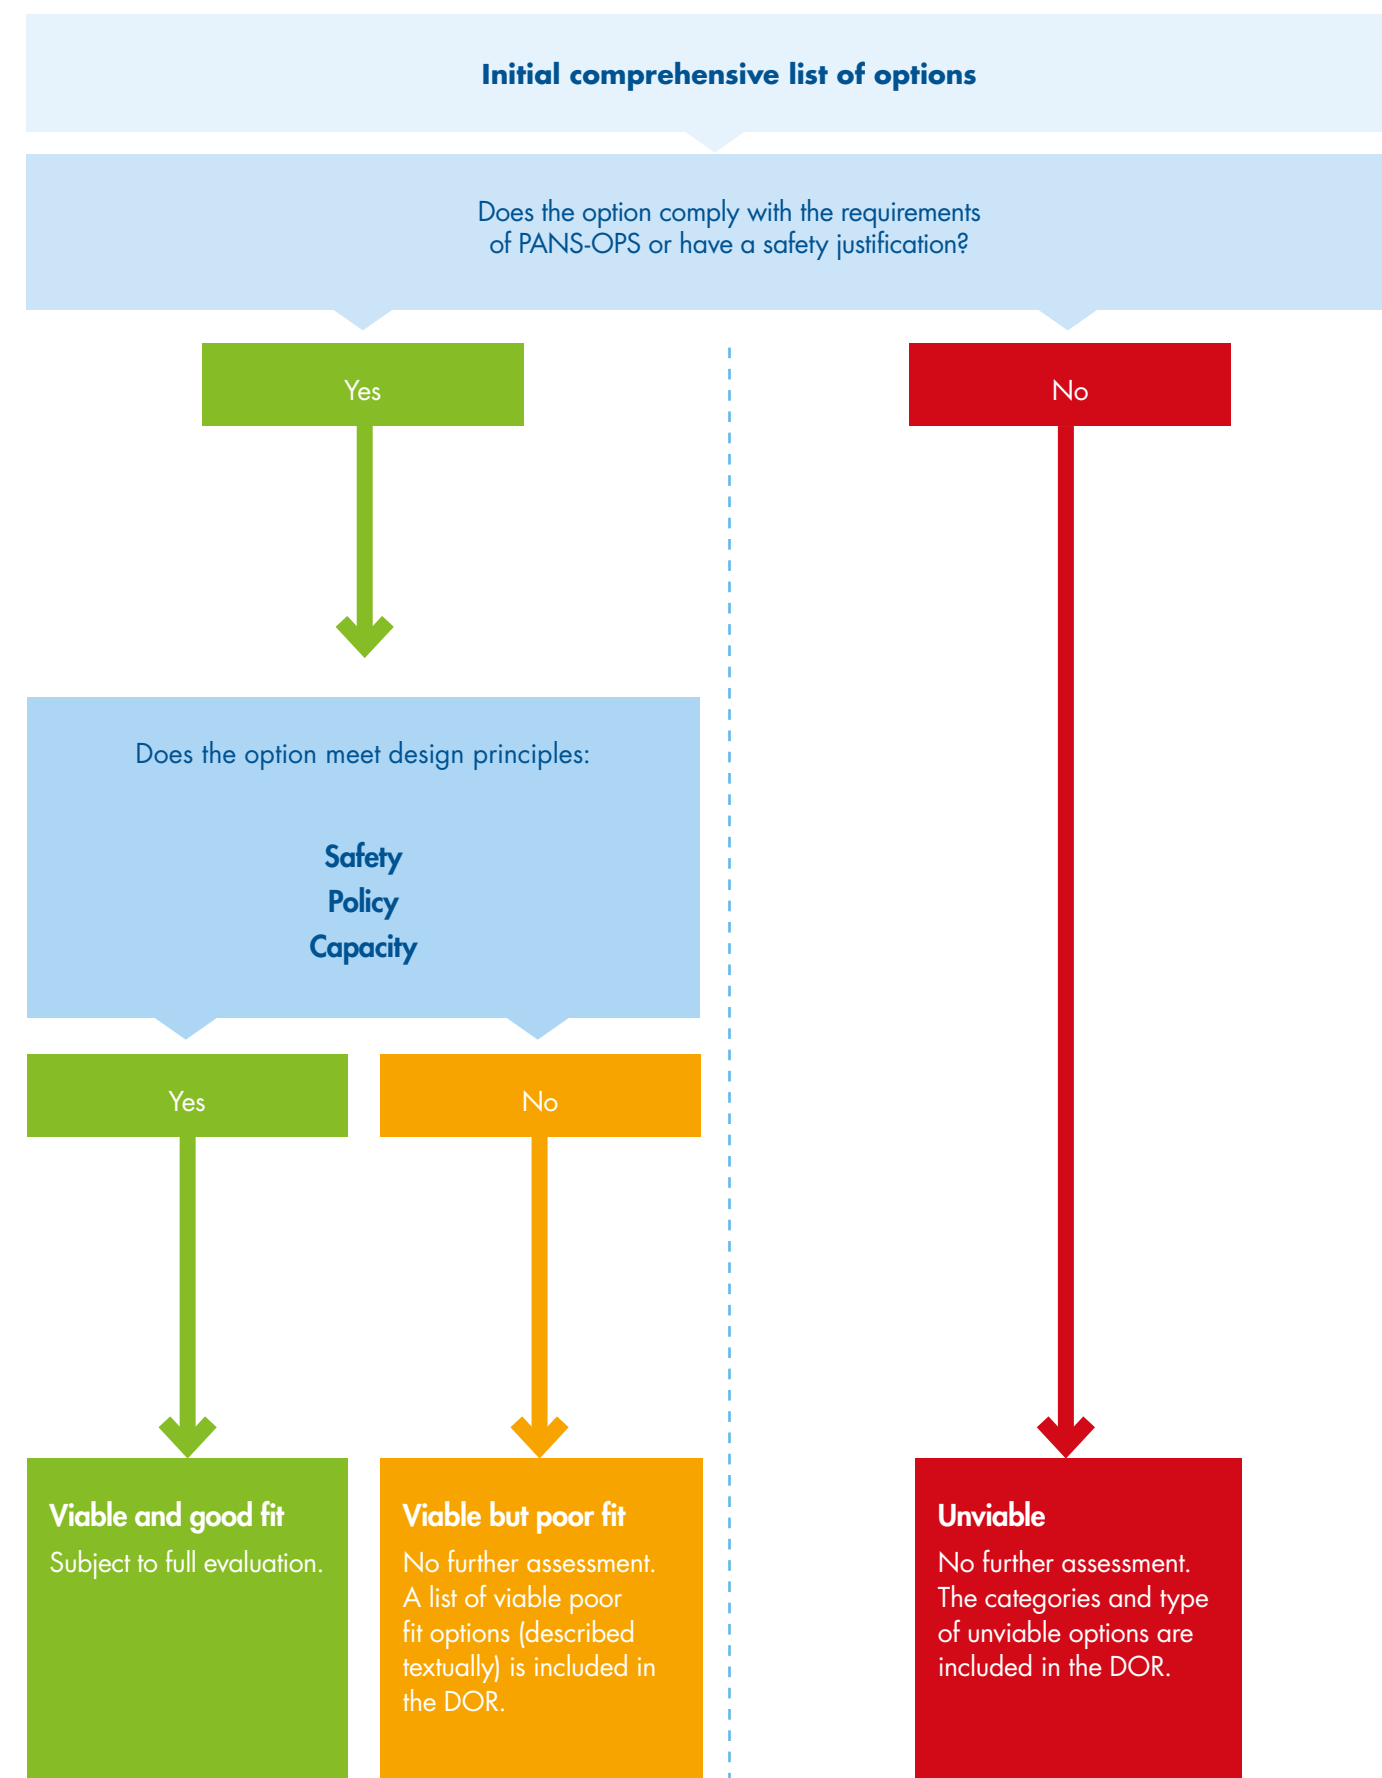 Initial comprehensive list of options
Does the option comply with the requirements
of PANS-OPS or have a safety justification?
Yes
No
Does the option meet design principles:
Safety
Policy
Capacity
Yes
No
Viable and good fit
Subject to full evaluation.
Viable but poor fit
No further assessment.
A list of viable poor
fit options (described
textually) is included in
the DOR.
Unviable
No further assessment.
The categories and type
of unviable options are
included in the DOR.